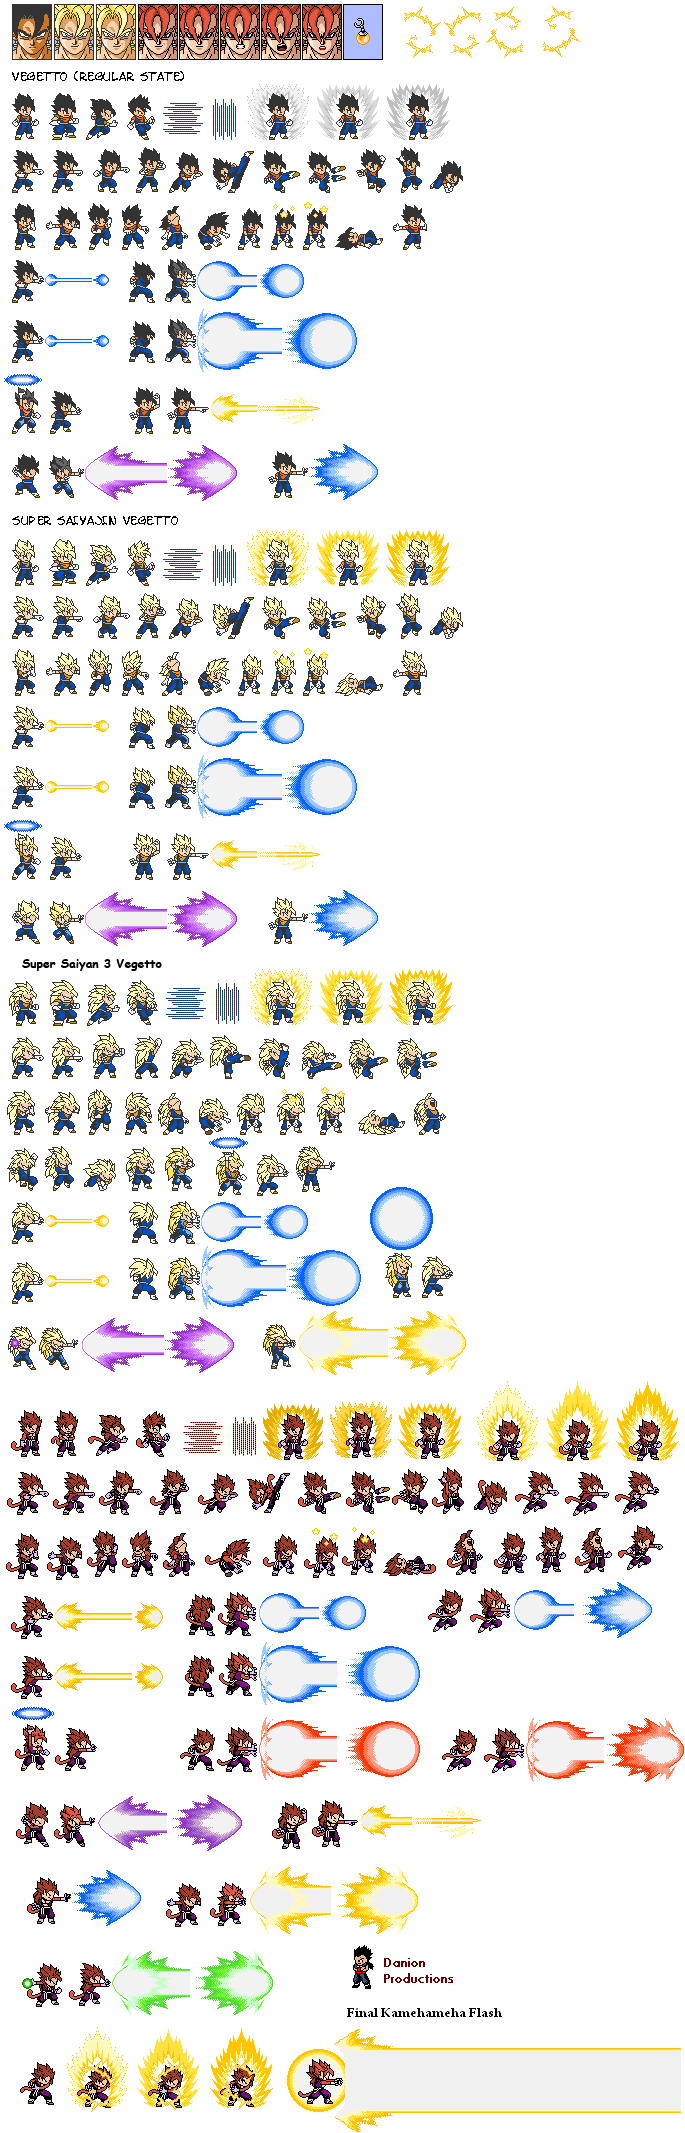 VEGETTO (REGULAR STATE)
SUPER SAIYAJIN VEGETTO
Super Saiyan 3 Vegetto
Danion
Productions
Final Kamehameha Flash